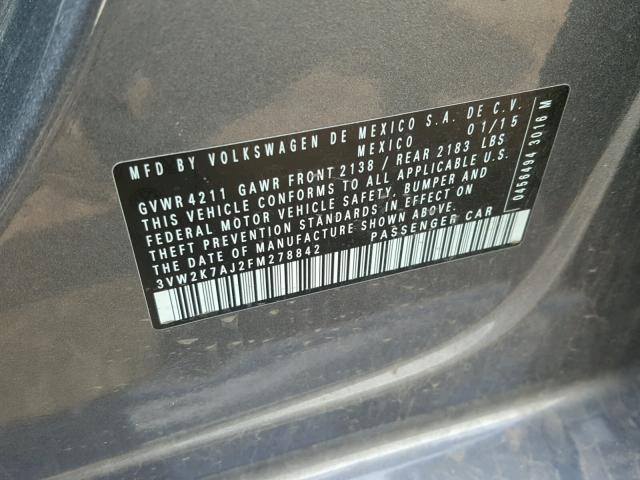 MFD BY VOLKSWAGEN DE MEXICO S.A. DE C.V.
MEXICO 01/15
GVWR 4211 GAWR FRONT 2138 / REAR 2183 LBS
THIS VEHICLE CONFORMS TO ALL APPLICABLE U.S.
FEDERAL MOTOR VEHICLE SAFETY, BUMPER AND
THEFT PREVENTION STANDARDS IN EFFECT ON
THE DATE OF MANUFACTURE SHOWN ABOVE.
3VW2K7AJ2FM278842 PASSENGER CAR
0456494 3016 M